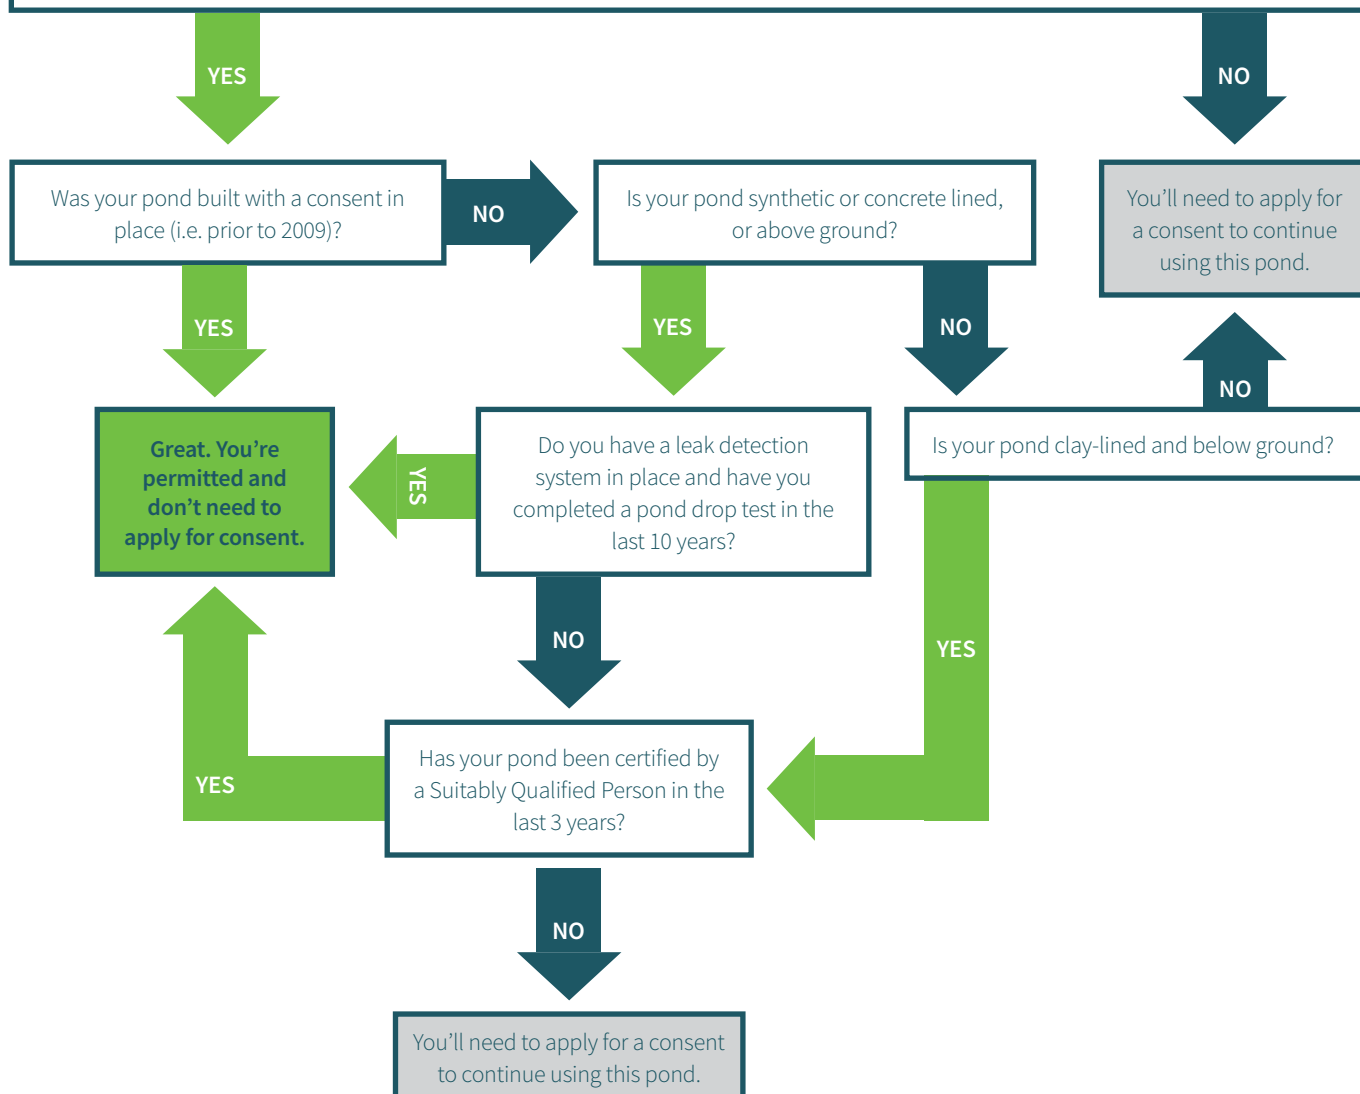 YES
NO
Was your pond built with a consent in
place (i.e. prior to 2009)?
NO
Is your pond synthetic or concrete lined,
or above ground?
You’ll need to apply for
a consent to continue
using this pond.
YES
YES
NO
NO
Great. You’re
permitted and
don’t need to
apply for consent.
YES
Do you have a leak detection
system in place and have you
completed a pond drop test in the
last 10 years?
Is your pond clay-lined and below ground?
NO
YES
YES
Has your pond been certified by
a Suitably Qualified Person in the
last 3 years?
NO
You’ll need to apply for a consent
to continue using this pond.